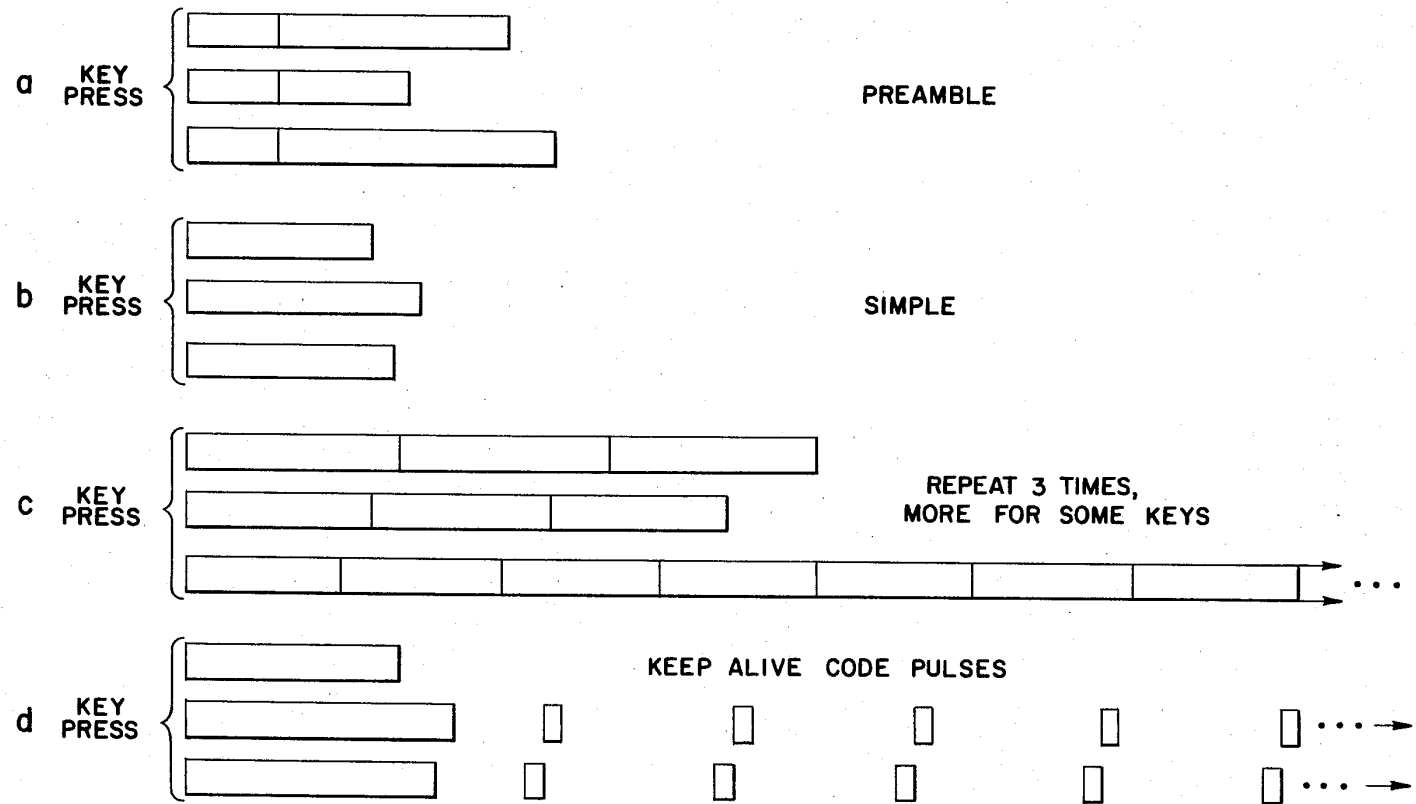 a KEY PRESS PREAMBLE
b KEY PRESS SIMPLE
c KEY PRESS REPEAT 3 TIMES,
MORE FOR SOME KEYS
...
d KEY PRESS KEEP ALIVE CODE PULSES
...
...